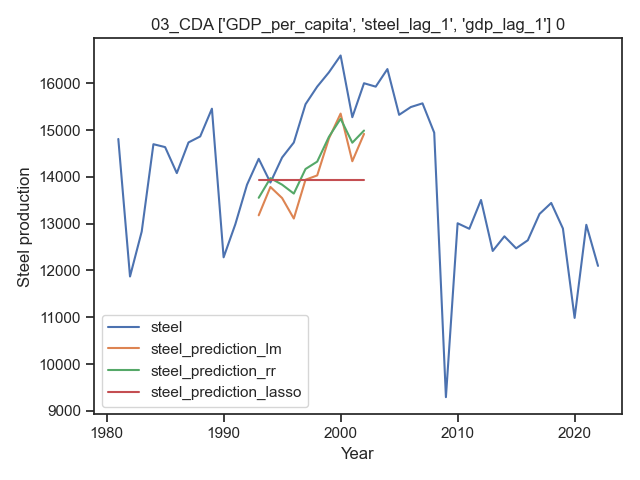 03_CDA ['GDP_per_capita', 'steel_lag_1', 'gdp_lag_1'] 0
16000
15000
14000
13000
12000
11000
10000
9000
Steel production
steel
steel_prediction_lm
steel_prediction_rr
steel_prediction_lasso
1980
1990
2000
2010
2020
Year